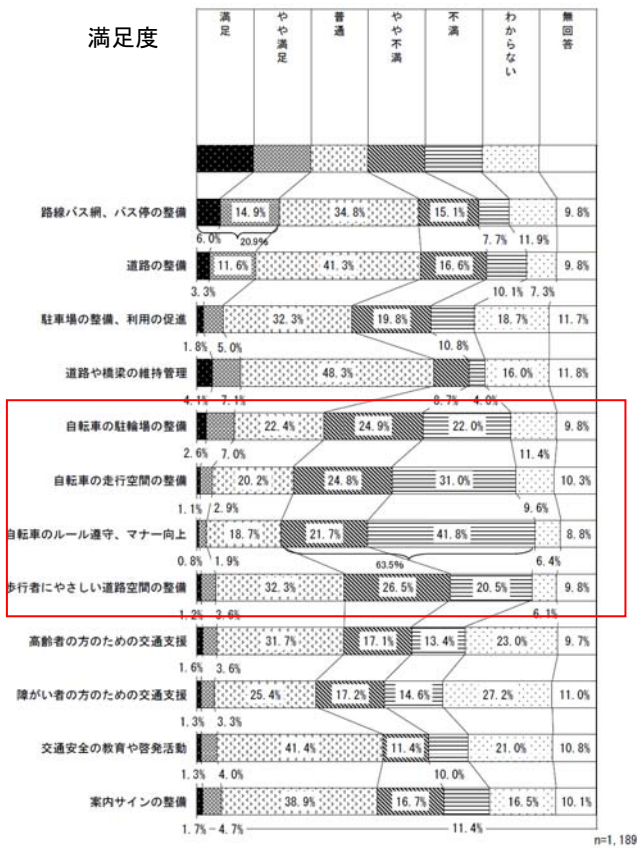 満足度
満足
やや満足
普通
やや不満
不満
わからない
無回答
路線バス網、バス停の整備 14.9% 34.8% 15.1% 9.8%
6.0% 20.9% 7.7% 11.9%
道路の整備 11.6% 41.3% 16.6% 9.8%
3.3% 10.1% 7.3%
駐車場の整備、利用の促進 32.3% 19.8% 18.7% 11.7%
1.8% 5.0% 10.8%
道路や橋梁の維持管理 48.3% 16.0% 11.8%
4.1% 7.1% 8.7% 4.0%
自転車の駐輪場の整備 22.4% 24.9% 22.0% 9.8%
2.6% 7.0% 11.4%
自転車の走行空間の整備 20.2% 24.8% 31.0% 10.3%
1.1% 2.9% 9.6%
自転車のルール遵守、マナー向上 18.7% 21.7% 41.8% 8.8%
0.8% 1.9% 63.5% 6.4%
歩行者にやさしい道路空間の整備 32.3% 26.5% 20.5% 9.8%
1.2% 3.6% 6.1%
高齢者の方のための交通支援 31.7% 17.1% 13.4% 23.0% 9.7%
1.6% 3.6%
障がい者の方のための交通支援 25.4% 17.2% 14.6% 27.2% 11.0%
1.3% 3.3%
交通安全の教育や啓発活動 41.4% 11.4% 21.0% 10.8%
1.3% 4.0% 10.0%
案内サインの整備 38.9% 16.7% 16.5% 10.1%
1.7% 4.7% 11.4%
n=1,189